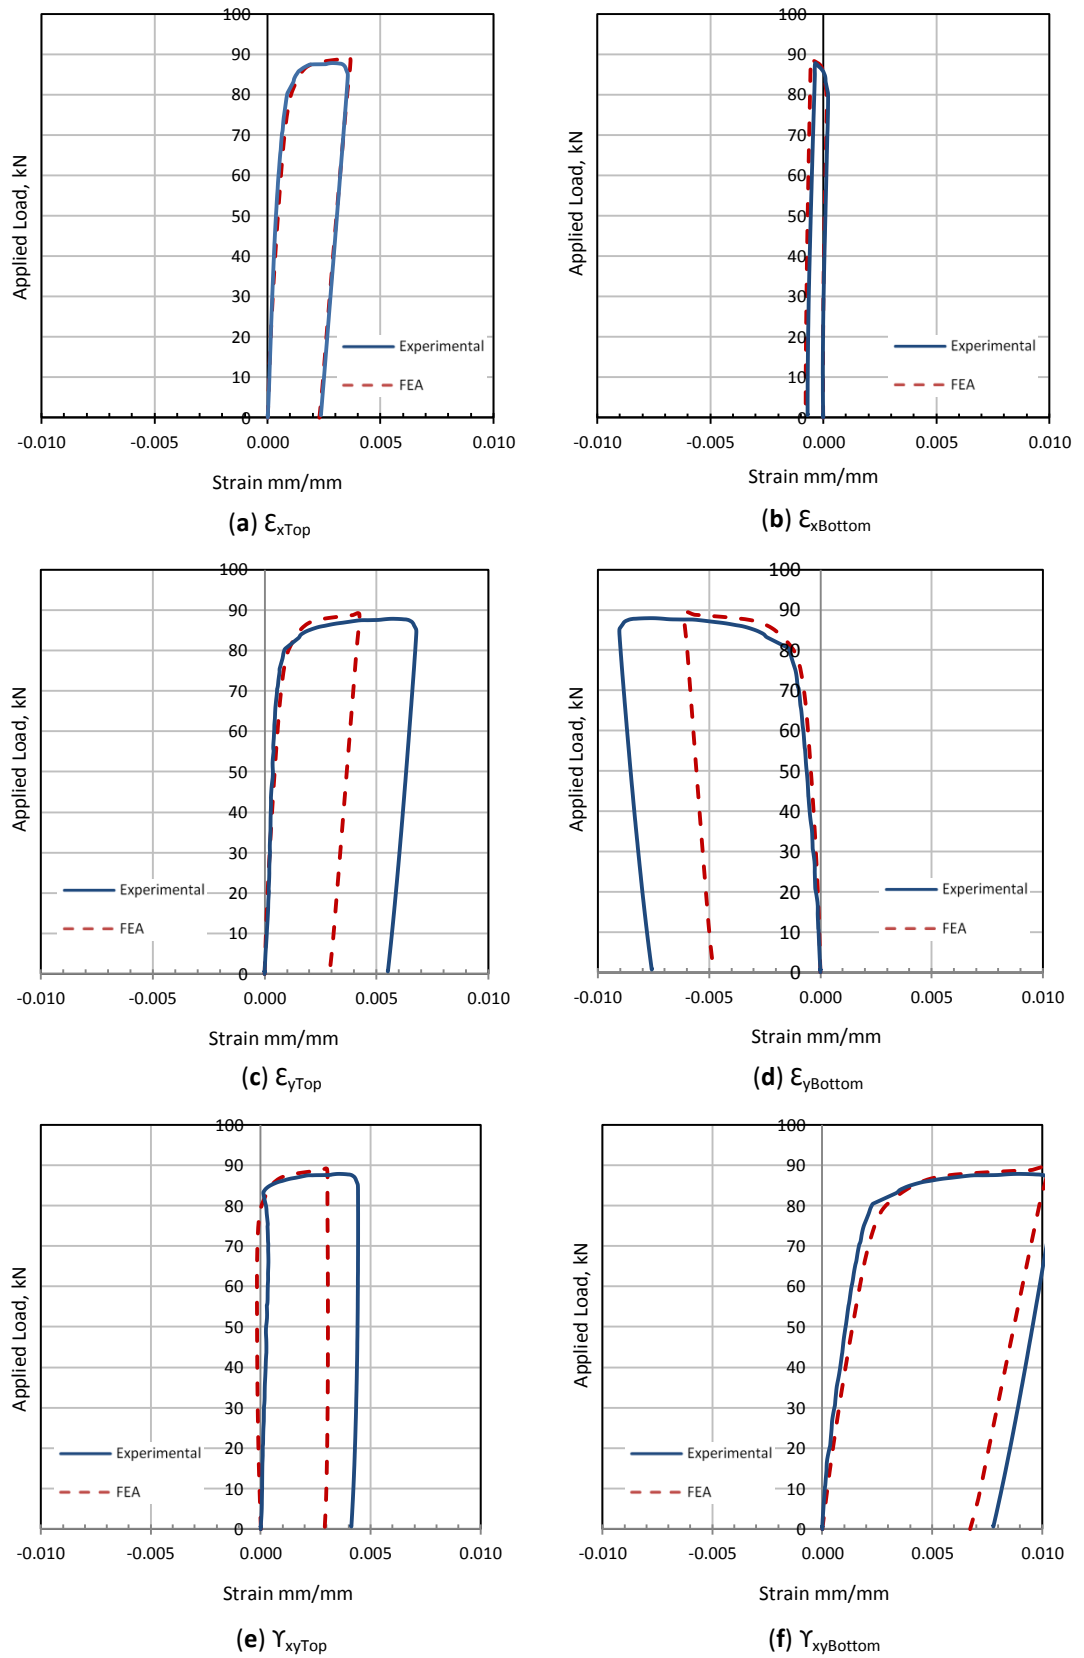 100
90
80
70
60
50
40
30
20
10
0
Applied Load, kN
Experimental
FEA
-0.010 -0.005 0.000 0.005 0.010
Strain mm/mm
(a) ƐxTop
100
90
80
70
60
50
40
30
20
10
0
Applied Load, kN
Experimental
FEA
-0.010 -0.005 0.000 0.005 0.010
Strain mm/mm
(b) ƐxBottom
100
90
80
70
60
50
40
30
20
10
0
Applied Load, kN
Experimental
FEA
-0.010 -0.005 0.000 0.005 0.010
Strain mm/mm
(c) ƐyTop
100
90
80
70
60
50
40
30
20
10
0
Applied Load, kN
Experimental
FEA
-0.010 -0.005 0.000 0.005 0.010
Strain mm/mm
(d) ƐyBottom
100
90
80
70
60
50
40
30
20
10
0
Applied Load, kN
Experimental
FEA
-0.010 -0.005 0.000 0.005 0.010
Strain mm/mm
(e) ϒxyTop
100
90
80
70
60
50
40
30
20
10
0
Applied Load, kN
Experimental
FEA
-0.010 -0.005 0.000 0.005 0.010
Strain mm/mm
(f) ϒxyBottom